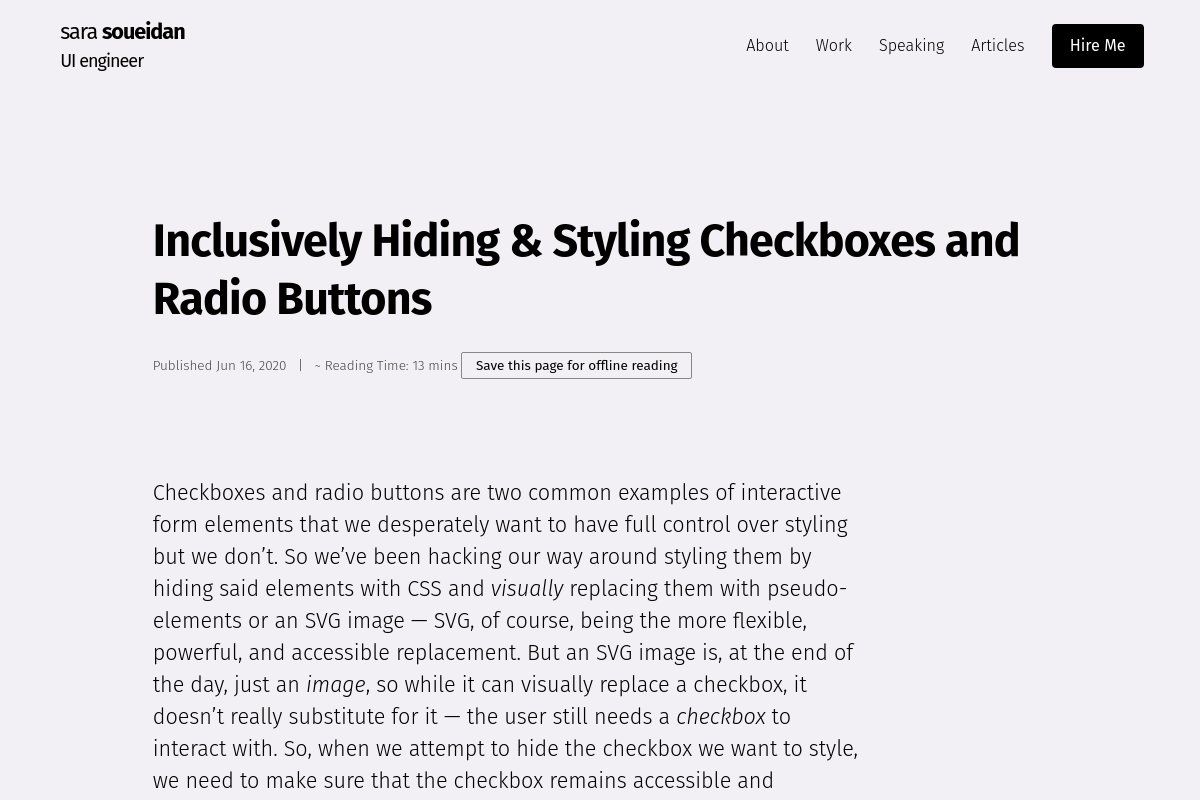 sara soueidan
UI engineer
About
Work
Speaking
Articles
Hire Me
Inclusively Hiding & Styling Checkboxes and
Radio Buttons
Published Jun 16, 2020 | ~ Reading Time: 13 mins
Save this page for offline reading
Checkboxes and radio buttons are two common examples of interactive
form elements that we desperately want to have full control over styling
but we don’t. So we’ve been hacking our way around styling them by
hiding said elements with CSS and visually replacing them with pseudo-
elements or an SVG image — SVG, of course, being the more flexible,
powerful, and accessible replacement. But an SVG image is, at the end of
the day, just an image, so while it can visually replace a checkbox, it
doesn’t really substitute for it — the user still needs a checkbox to
interact with. So, when we attempt to hide the checkbox we want to style,
we need to make sure that the checkbox remains accessible and